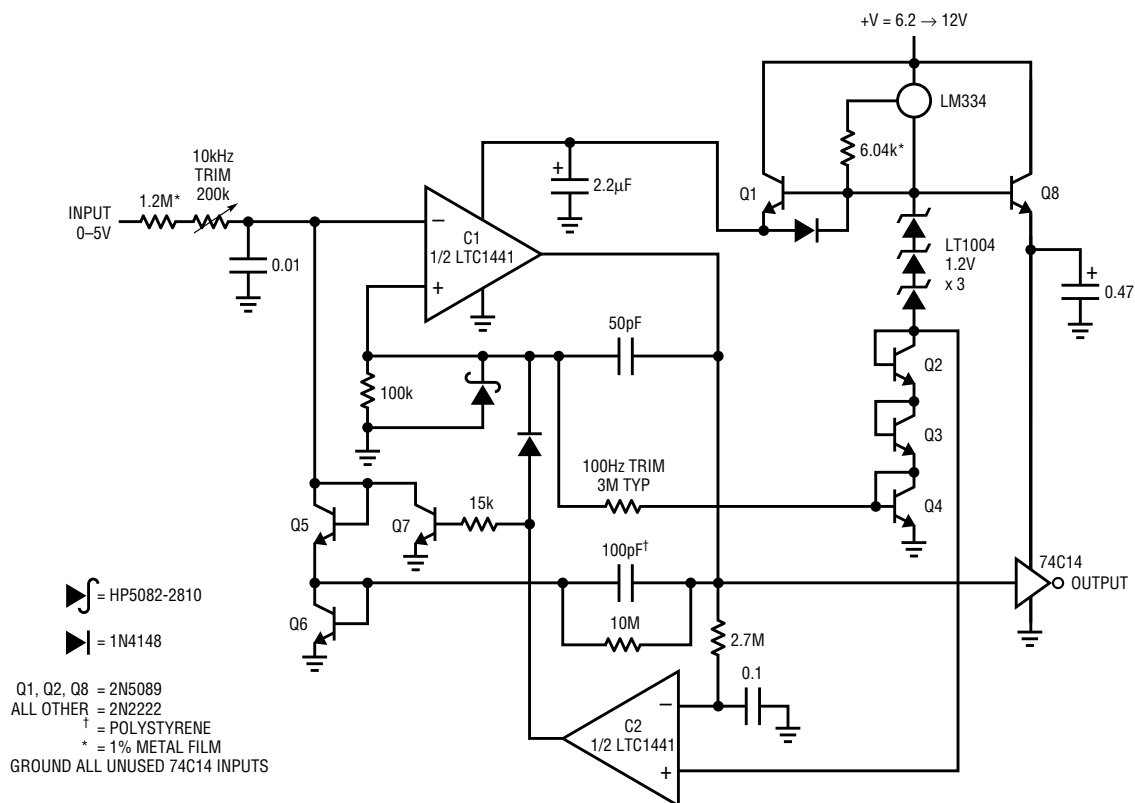 +V = 6.2 → 12V
LM334
6.04k*
Q1
Q8
LT1004
1.2V
x 3
+
0.47
10kHz
TRIM
200k
INPUT
0–5V
1.2M*
0.01
–
C1
1/2 LTC1441
+
+
2.2µF
50pF
100k
Q2
Q3
Q4
100Hz TRIM
3M TYP
Q5
Q7
15k
100pF†
10M
74C14
OUTPUT
Q6
2.7M
0.1
–
C2
1/2 LTC1441
+
= HP5082-2810
= 1N4148
Q1, Q2, Q8 = 2N5089
ALL OTHER = 2N2222
† = POLYSTYRENE
* = 1% METAL FILM
GROUND ALL UNUSED 74C14 INPUTS